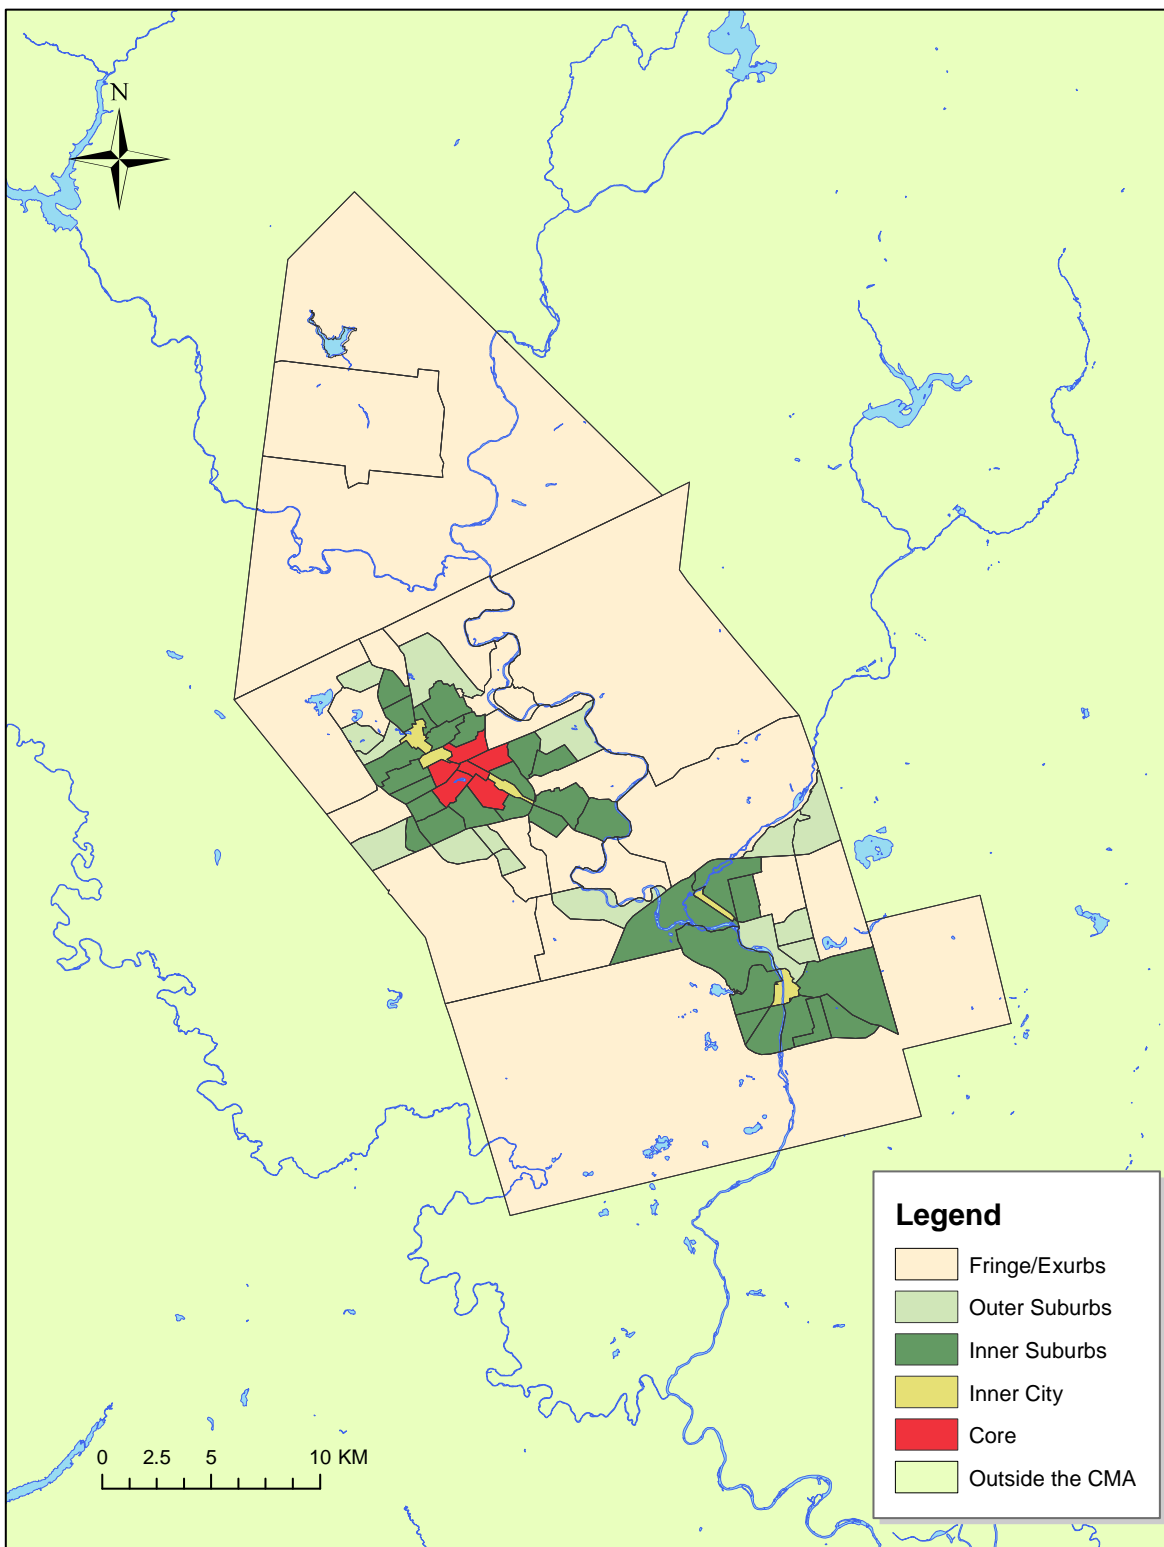 N
Legend
Fringe/Exurbs
Outer Suburbs
Inner Suburbs
Inner City
Core
Outside the CMA
0 2.5 5 10 KM